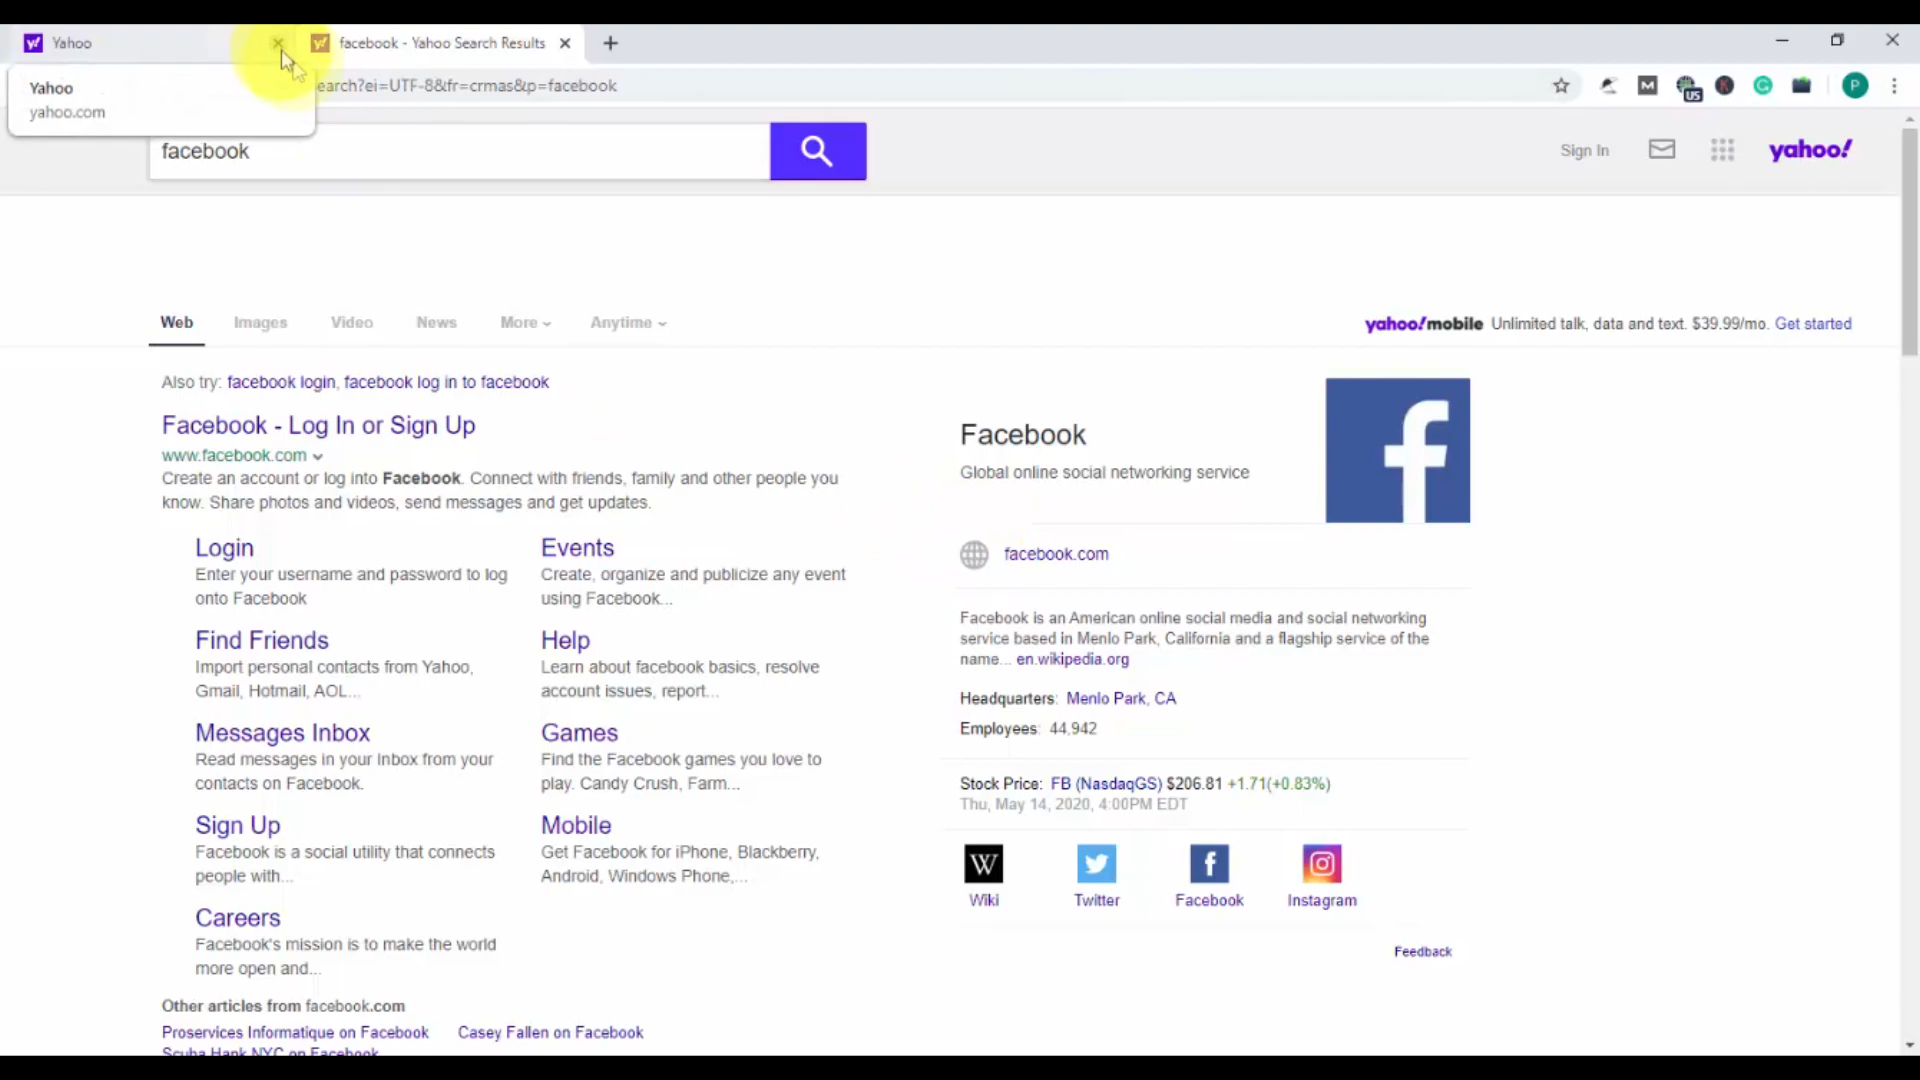 Yahoo
facebook - Yahoo Search Results
Yahoo
yahoo.com
earch?ei=UTF-8&fr=crmas&p=facebook
M
US
P
facebook
Sign In
yahoo!
Web Images Video News More Anytime
yahoo!mobile Unlimited talk, data and text. $39.99/mo. Get started
Also try: facebook login, facebook log in to facebook
Facebook - Log In or Sign Up
www.facebook.com
Create an account or log into Facebook. Connect with friends, family and other people you
know. Share photos and videos, send messages and get updates.
Login
Enter your username and password to log
onto Facebook
Events
Create, organize and publicize any event
using Facebook...
Find Friends
Import personal contacts from Yahoo,
Gmail, Hotmail, AOL...
Help
Learn about facebook basics, resolve
account issues, report...
Messages Inbox
Read messages in your Inbox from your
contacts on Facebook.
Games
Find the Facebook games you love to
play. Candy Crush, Farm...
Sign Up
Facebook is a social utility that connects
people with...
Mobile
Get Facebook for iPhone, Blackberry,
Android, Windows Phone,...
Careers
Facebook's mission is to make the world
more open and...
Other articles from facebook.com
Proservices Informatique on Facebook Casey Fallen on Facebook
Scuba Hank NYC on Facebook
Facebook
Global online social networking service
facebook.com
Facebook is an American online social media and social networking
service based in Menlo Park, California and a flagship service of the
name... en.wikipedia.org
Headquarters: Menlo Park, CA
Employees: 44,942
Stock Price: FB (NasdaqGS) $206.81 +1.71(+0.83%)
Thu, May 14, 2020, 4:00PM EDT
Wiki Twitter Facebook Instagram
Feedback